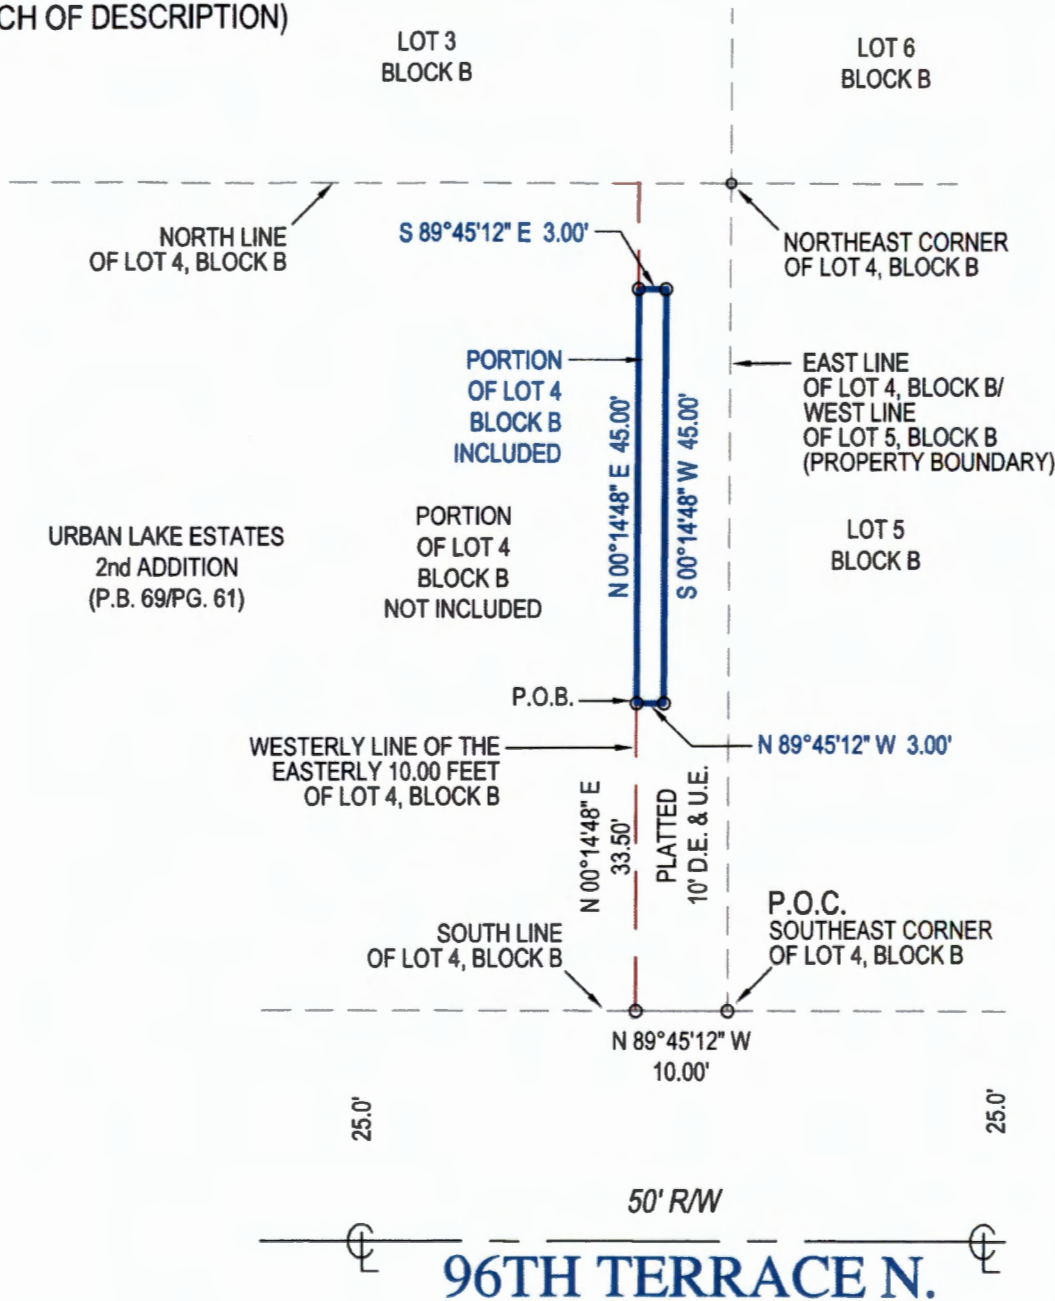 CH OF DESCRIPTION)
LOT 3
BLOCK B
LOT 6
BLOCK B
NORTH LINE
OF LOT 4, BLOCK B
S 89°45'12" E 3.00'
NORTHEAST CORNER
OF LOT 4, BLOCK B
PORTION
OF LOT 4
BLOCK B
INCLUDED
N 00°14'48" E 45.00'
S 00°14'48" W 45.00'
EAST LINE
OF LOT 4, BLOCK B/
WEST LINE
OF LOT 5, BLOCK B
(PROPERTY BOUNDARY)
URBAN LAKE ESTATES
2nd ADDITION
(P.B. 69/PG. 61)
PORTION
OF LOT 4
BLOCK B
NOT INCLUDED
LOT 5
BLOCK B
P.O.B.
WESTERLY LINE OF THE
EASTERLY 10.00 FEET
OF LOT 4, BLOCK B
N 89°45'12" W 3.00'
N 00°14'48" E
33.50'
PLATTED
10' D.E. & U.E.
SOUTH LINE
OF LOT 4, BLOCK B
P.O.C.
SOUTHEAST CORNER
OF LOT 4, BLOCK B
N 89°45'12" W
10.00'
25.0'
25.0'
50' R/W
96TH TERRACE N.